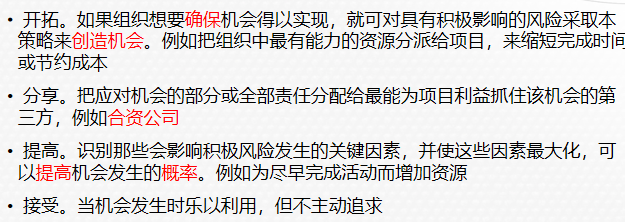 • 开拓。如果组织想要确保机会得以实现，就可对具有积极影响的风险采取本
策略来创造机会。例如把组织中最有能力的资源分派给项目，来缩短完成时间
或节约成本
• 分享。把应对机会的部分或全部责任分配给最能为项目利益抓住该机会的第
三方，例如合资公司
• 提高。识别那些会影响积极风险发生的关键因素，并使这些因素最大化，可
以提高机会发生的概率。例如为尽早完成活动而增加资源
• 接受。当机会发生时乐以利用，但不主动追求